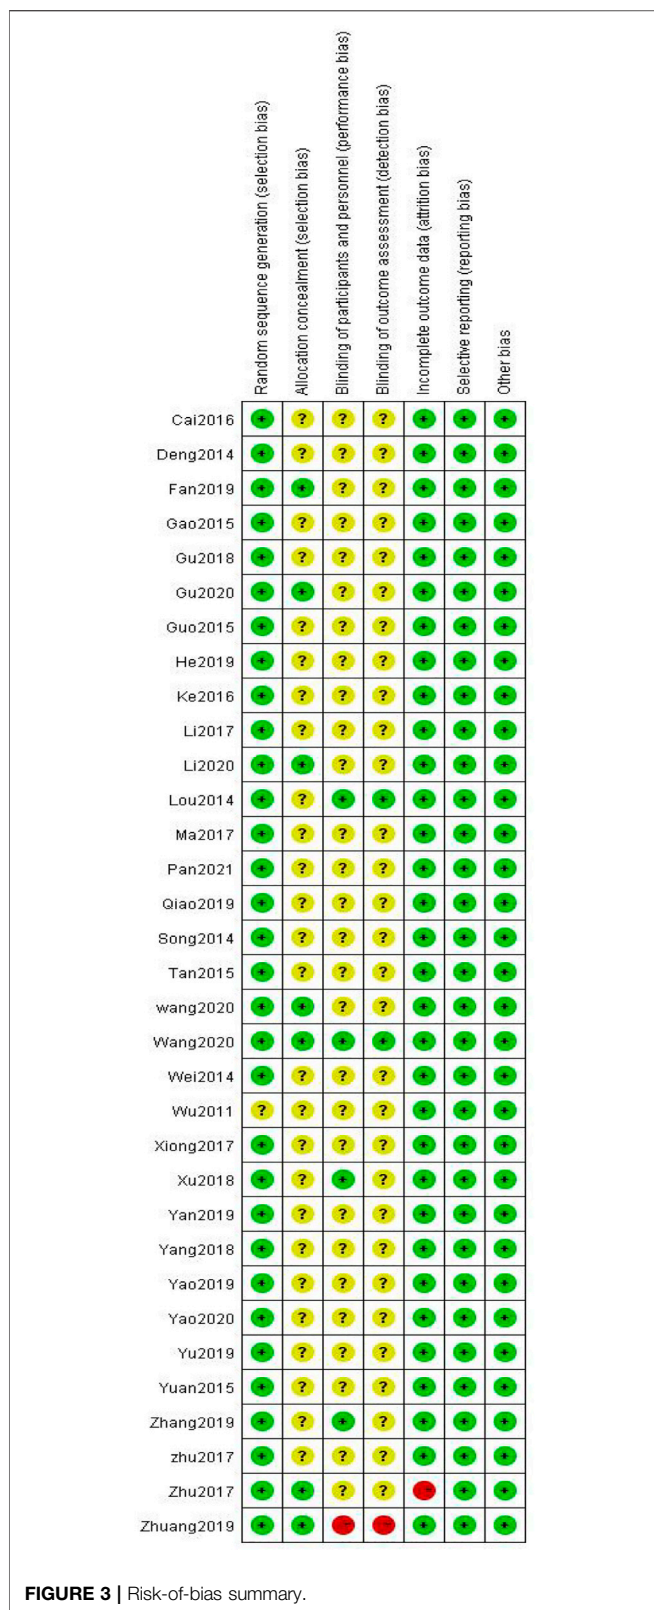 Random sequence generation (selection bias)
Allocation concealment (selection bias)
Blinding of participants and personnel (performance bias)
Blinding of outcome assessment (detection bias)
Incomplete outcome data (attrition bias)
Selective reporting (reporting bias)
Other bias
Cai2016 + ? ? ? + + +
Deng2014 + ? ? ? + + +
Fan2019 + + ? ? + + +
Gao2015 + ? ? ? + + +
Gu2018 + ? ? ? + + +
Gu2020 + + ? ? + + +
Guo2015 + ? ? ? + + +
He2019 + ? ? ? + + +
Ke2016 + ? ? ? + + +
Li2017 + ? ? ? + + +
Li2020 + + ? ? + + +
Lou2014 + ? + + + + +
Ma2017 + ? ? ? + + +
Pan2021 + ? ? ? + + +
Qiao2019 + ? ? ? + + +
Song2014 + ? ? ? + + +
Tan2015 + ? ? ? + + +
wang2020 + + ? ? + + +
Wang2020 + + + + + + +
Wei2014 + ? ? ? + + +
Wu2011 ? ? ? ? + + +
Xiong2017 + ? ? ? + + +
Xu2018 + ? + ? + + +
Yan2019 + ? ? ? + + +
Yang2018 + ? ? ? + + +
Yao2019 + ? ? ? + + +
Yao2020 + ? ? ? + + +
Yu2019 + ? ? ? + + +
Yuan2015 + ? ? ? + + +
Zhang2019 + ? + ? + + +
zhu2017 + ? ? ? + + +
Zhu2017 + + ? ? - + +
Zhuang2019 + + - - + + +
FIGURE 3 | Risk-of-bias summary.